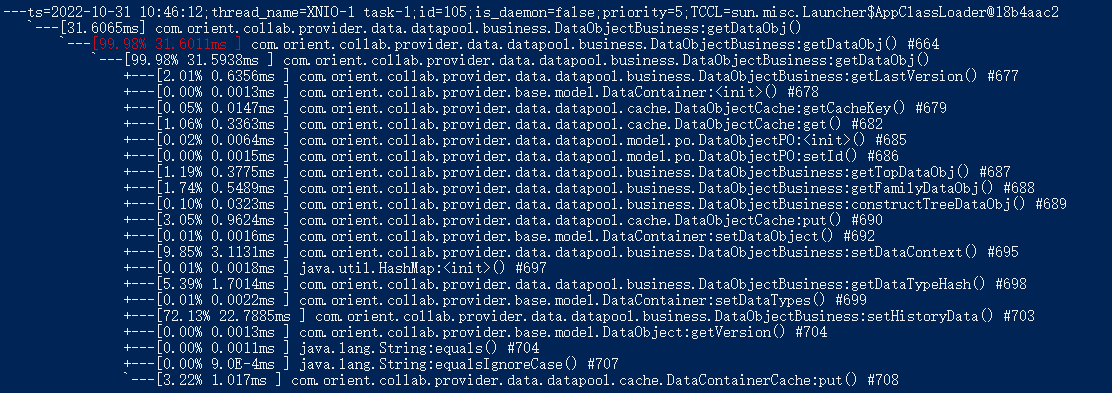 ---ts=2022-10-31 10:46:12;thread_name=XNIO-1 task-1;id=105;is_daemon=false;priority=5;TCCL=sun.misc.Launcher$AppClassLoader@18b4aac2
`---[31.6065ms] com.orient.collab.provider.data.datapool.business.DataObjectBusiness:getDataObj()
`---[99.98% 31.6011ms ] com.orient.collab.provider.data.datapool.business.DataObjectBusiness:getDataObj() #664
`---[99.98% 31.5938ms ] com.orient.collab.provider.data.datapool.business.DataObjectBusiness:getDataObj()
+---[2.01% 0.6356ms ] com.orient.collab.provider.data.datapool.business.DataObjectBusiness:getLastVersion() #677
+---[0.00% 0.0013ms ] com.orient.collab.provider.base.model.DataContainer:<init>() #678
+---[0.05% 0.0147ms ] com.orient.collab.provider.data.datapool.cache.DataObjectCache:getCacheKey() #679
+---[1.06% 0.3363ms ] com.orient.collab.provider.data.datapool.cache.DataObjectCache:get() #682
+---[0.02% 0.0064ms ] com.orient.collab.provider.data.datapool.model.po.DataObjectPO:<init>() #685
+---[0.00% 0.0015ms ] com.orient.collab.provider.data.datapool.model.po.DataObjectPO:setId() #686
+---[1.19% 0.3775ms ] com.orient.collab.provider.data.datapool.business.DataObjectBusiness:getTopDataObj() #687
+---[1.74% 0.5489ms ] com.orient.collab.provider.data.datapool.business.DataObjectBusiness:getFamilyDataObj() #688
+---[0.10% 0.0323ms ] com.orient.collab.provider.data.datapool.business.DataObjectBusiness:constructTreeDataObj() #689
+---[3.05% 0.9624ms ] com.orient.collab.provider.data.datapool.cache.DataObjectCache:put() #690
+---[0.01% 0.0016ms ] com.orient.collab.provider.base.model.DataContainer:setDataObject() #692
+---[9.85% 3.1131ms ] com.orient.collab.provider.data.datapool.business.DataObjectBusiness:setDataContext() #695
+---[0.01% 0.0018ms ] java.util.HashMap:<init>() #697
+---[5.39% 1.7014ms ] com.orient.collab.provider.data.datapool.business.DataObjectBusiness:getDataTypeHash() #698
+---[0.01% 0.0022ms ] com.orient.collab.provider.base.model.DataContainer:setDataTypes() #699
+---[72.13% 22.7885ms ] com.orient.collab.provider.data.datapool.business.DataObjectBusiness:setHistoryData() #703
+---[0.00% 0.0013ms ] com.orient.collab.provider.base.model.DataObject:getVersion() #704
+---[0.00% 0.0011ms ] java.lang.String:equals() #704
+---[0.00% 9.0E-4ms ] java.lang.String:equalsIgnoreCase() #707
`---[3.22% 1.017ms ] com.orient.collab.provider.data.datapool.cache.DataContainerCache:put() #708